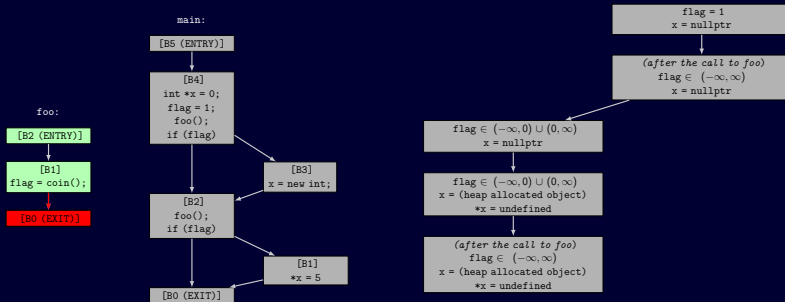 foo:
[B2 (ENTRY)]
[B1]
flag = coin();
[B0 (EXIT)]
main:
[B5 (ENTRY)]
[B4]
int *x = 0;
flag = 1;
foo();
if (flag)
[B3]
x = new int;
[B2]
foo();
if (flag)
[B1]
*x = 5
[B0 (EXIT)]
flag = 1
x = nullptr
(after the call to foo)
flag ∈ (−∞, ∞)
x = nullptr
flag ∈ (−∞, 0) ∪ (0, ∞)
x = nullptr
flag ∈ (−∞, 0) ∪ (0, ∞)
x = (heap allocated object)
*x = undefined
(after the call to foo)
flag ∈ (−∞, ∞)
x = (heap allocated object)
*x = undefined